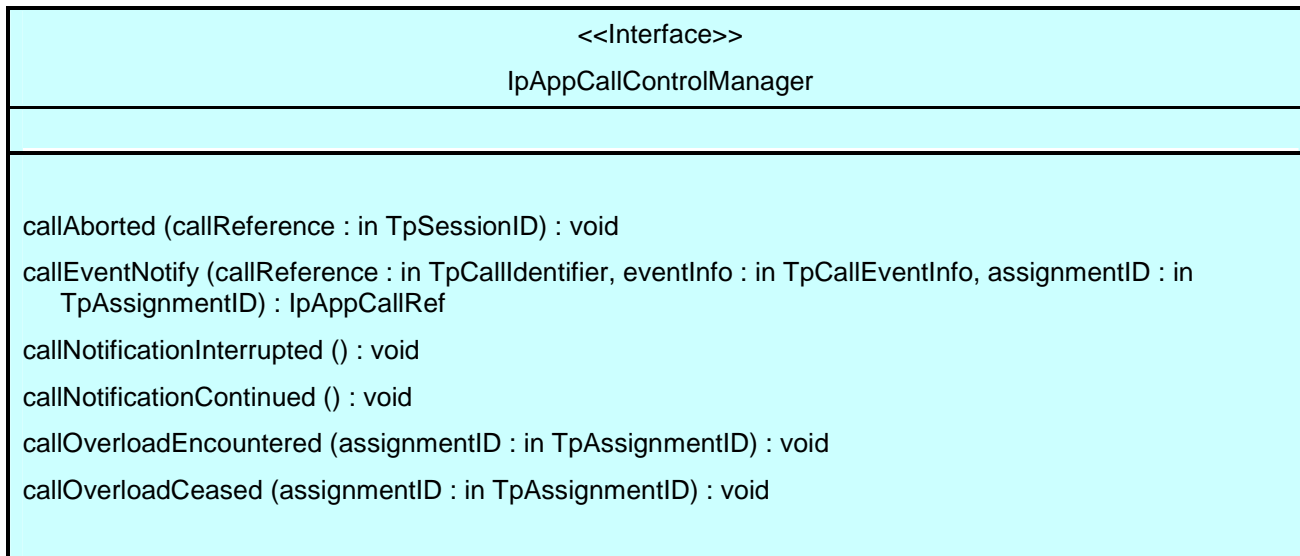 <<Interface>>
IpAppCallControlManager
callAborted (callReference : in TpSessionID) : void
callEventNotify (callReference : in TpCallIdentifier, eventInfo : in TpCallEventInfo, assignmentID : in
TpAssignmentID) : IpAppCallRef
callNotificationInterrupted () : void
callNotificationContinued () : void
callOverloadEncountered (assignmentID : in TpAssignmentID) : void
callOverloadCeased (assignmentID : in TpAssignmentID) : void